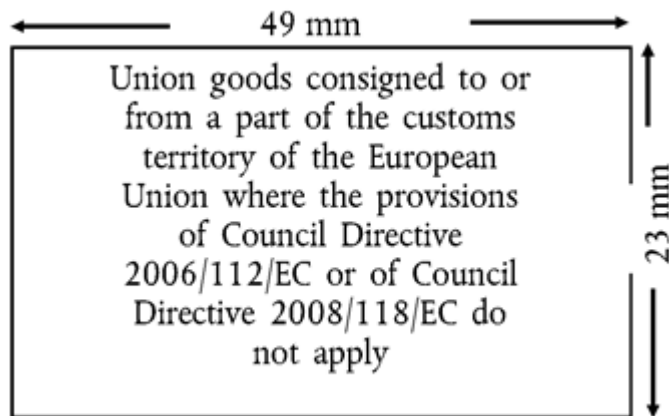 49 mm
Union goods consigned to or
from a part of the customs
territory of the European
Union where the provisions
of Council Directive
2006/112/EC or of Council
Directive 2008/118/EC do
not apply
23 mm